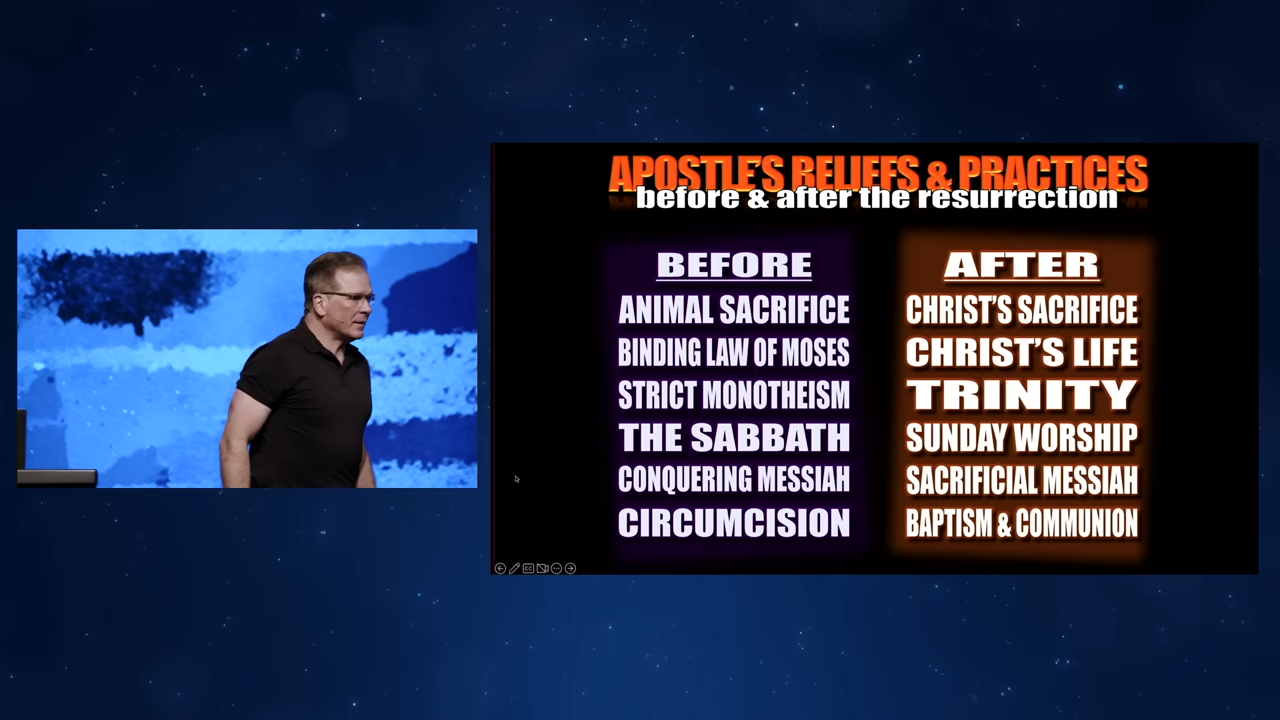 APOSTLE'S BELIEFS & PRACTICES
before & after the resurrection
BEFORE
ANIMAL SACRIFICE
BINDING LAW OF MOSES
STRICT MONOTHEISM
THE SABBATH
CONQUERING MESSIAH
CIRCUMCISION
AFTER
CHRIST'S SACRIFICE
CHRIST'S LIFE
TRINITY
SUNDAY WORSHIP
SACRIFICIAL MESSIAH
BAPTISM & COMMUNION